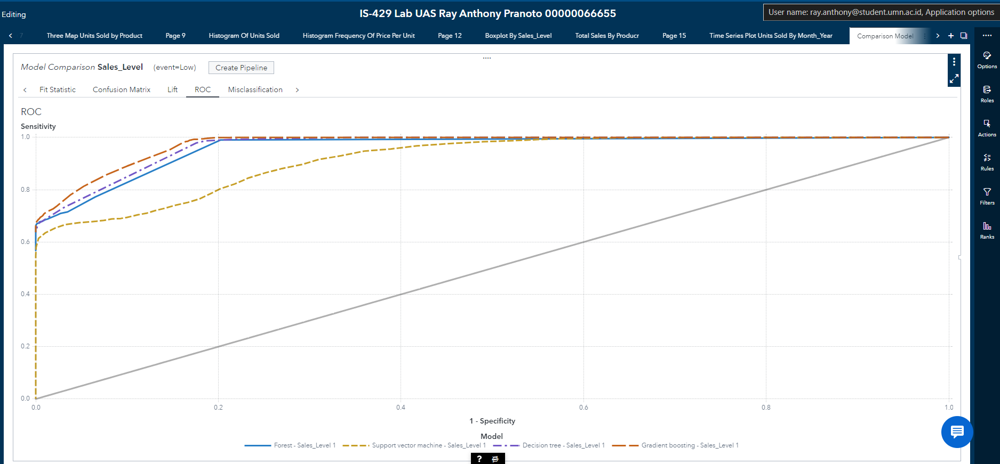 Editing
IS-429 Lab UAS Ray Anthony Pranoto 00000066655
User name: ray.anthony@student.umn.ac.id, Application options
7
Three Map Units Sold by Product
Page 9
Histogram Of Units Sold
Histogram Frequency Of Price Per Unit
Page 12
Boxplot By Sales_Level
Total Sales By Producr
Page 15
Time Series Plot Units Sold By Month_Year
Comparison Model
Model Comparison Sales_Level (event=Low)
Create Pipeline
Fit Statistic
Confusion Matrix
Lift
ROC
Misclassification
ROC
Sensitivity
1.0
0.8
0.6
0.4
0.2
0.0
0.0 0.2 0.4 0.6 0.8 1.0
1 - Specificity
Model
Forest - Sales_Level 1
Support vector machine - Sales_Level 1
Decision tree - Sales_Level 1
Gradient boosting - Sales_Level 1
?
Options
Roles
Actions
Rules
Filters
Ranks